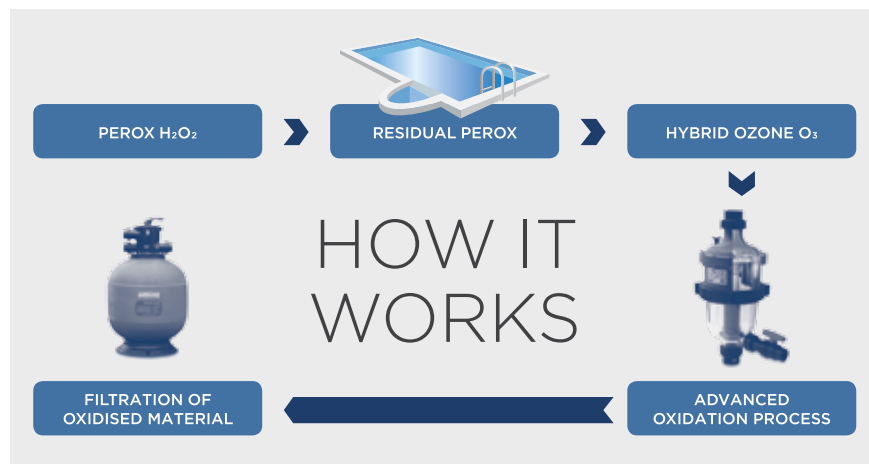 PEROX H₂O₂
RESIDUAL PEROX
HYBRID OZONE O₃
HOW IT
WORKS
FILTRATION OF
OXIDISED MATERIAL
ADVANCED
OXIDATION PROCESS